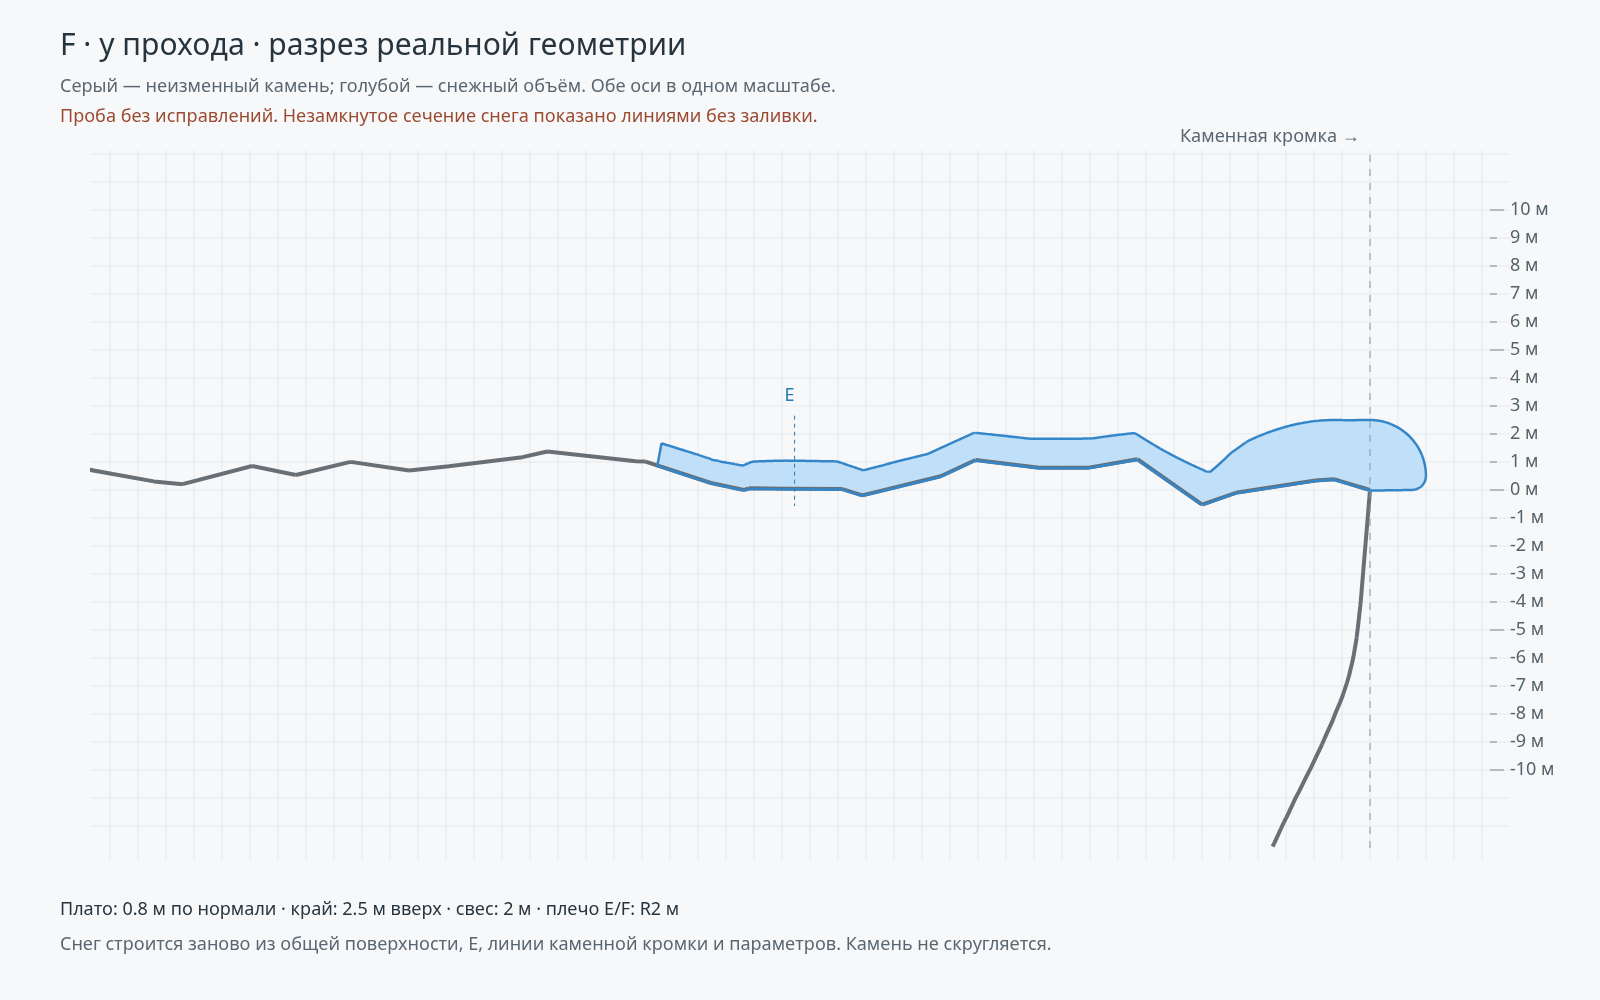 F · у прохода · разрез реальной геометрии
Серый — неизменный камень; голубой — снежный объём. Обе оси в одном масштабе.
Проба без исправлений. Незамкнутое сечение снега показано линиями без заливки.
Каменная кромка →
10 м
9 м
8 м
7 м
6 м
5 м
4 м
E
3 м
2 м
1 м
0 м
-1 м
-2 м
-3 м
-4 м
-5 м
-6 м
-7 м
-8 м
-9 м
-10 м
Плато: 0.8 м по нормали · край: 2.5 м вверх · свес: 2 м · плечо E/F: R2 м
Снег строится заново из общей поверхности, E, линии каменной кромки и параметров. Камень не скругляется.